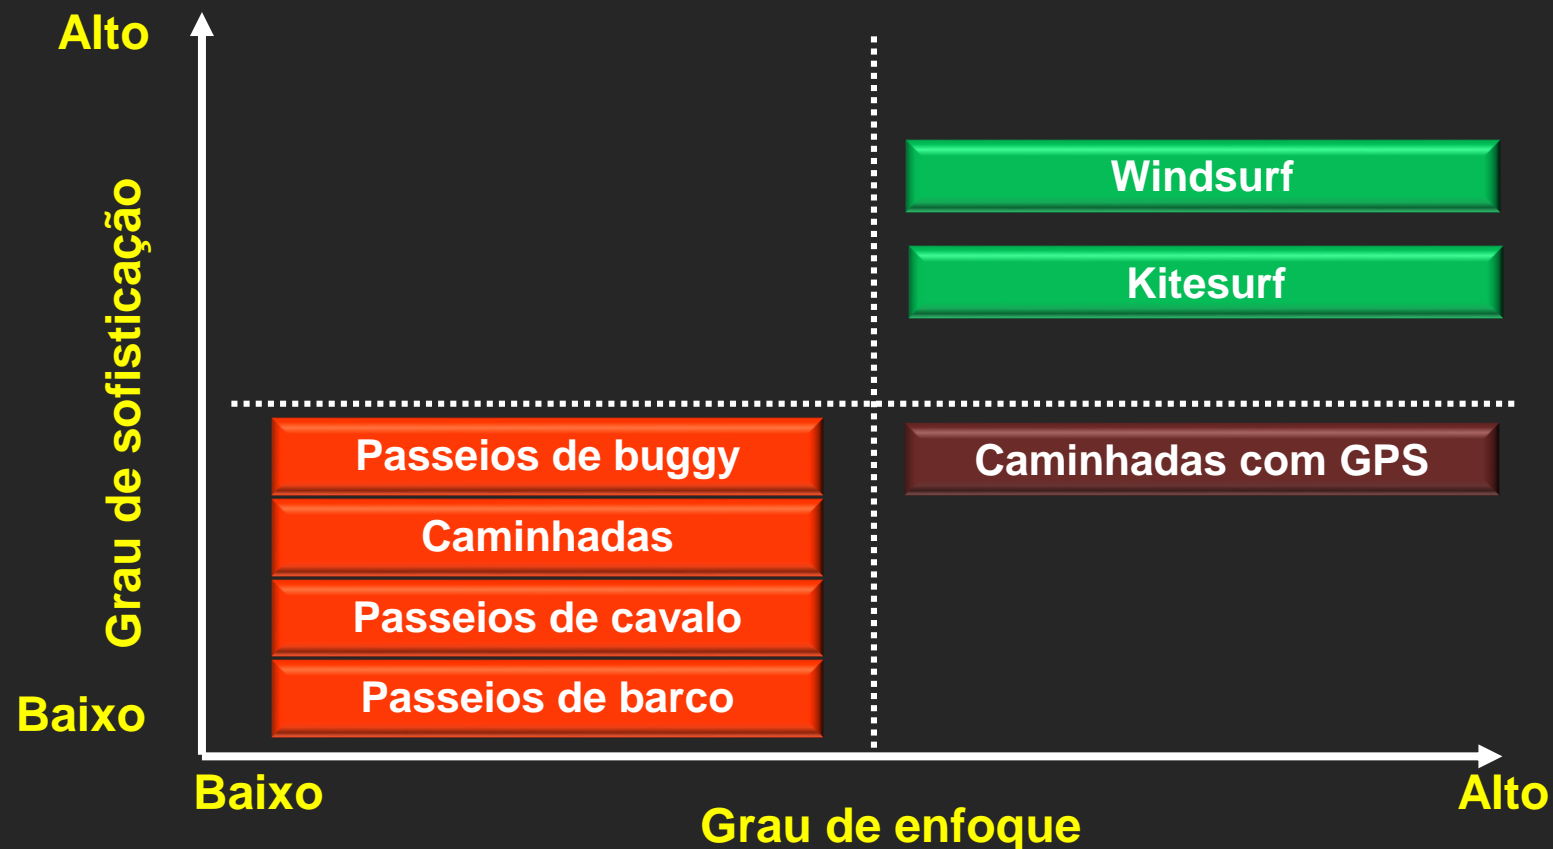 Alto
Grau de sofisticação
Windsurf
Kitesurf
Passeios de buggy
Caminhadas com GPS
Caminhadas
Passeios de cavalo
Passeios de barco
Baixo
Baixo
Alto
Grau de enfoque